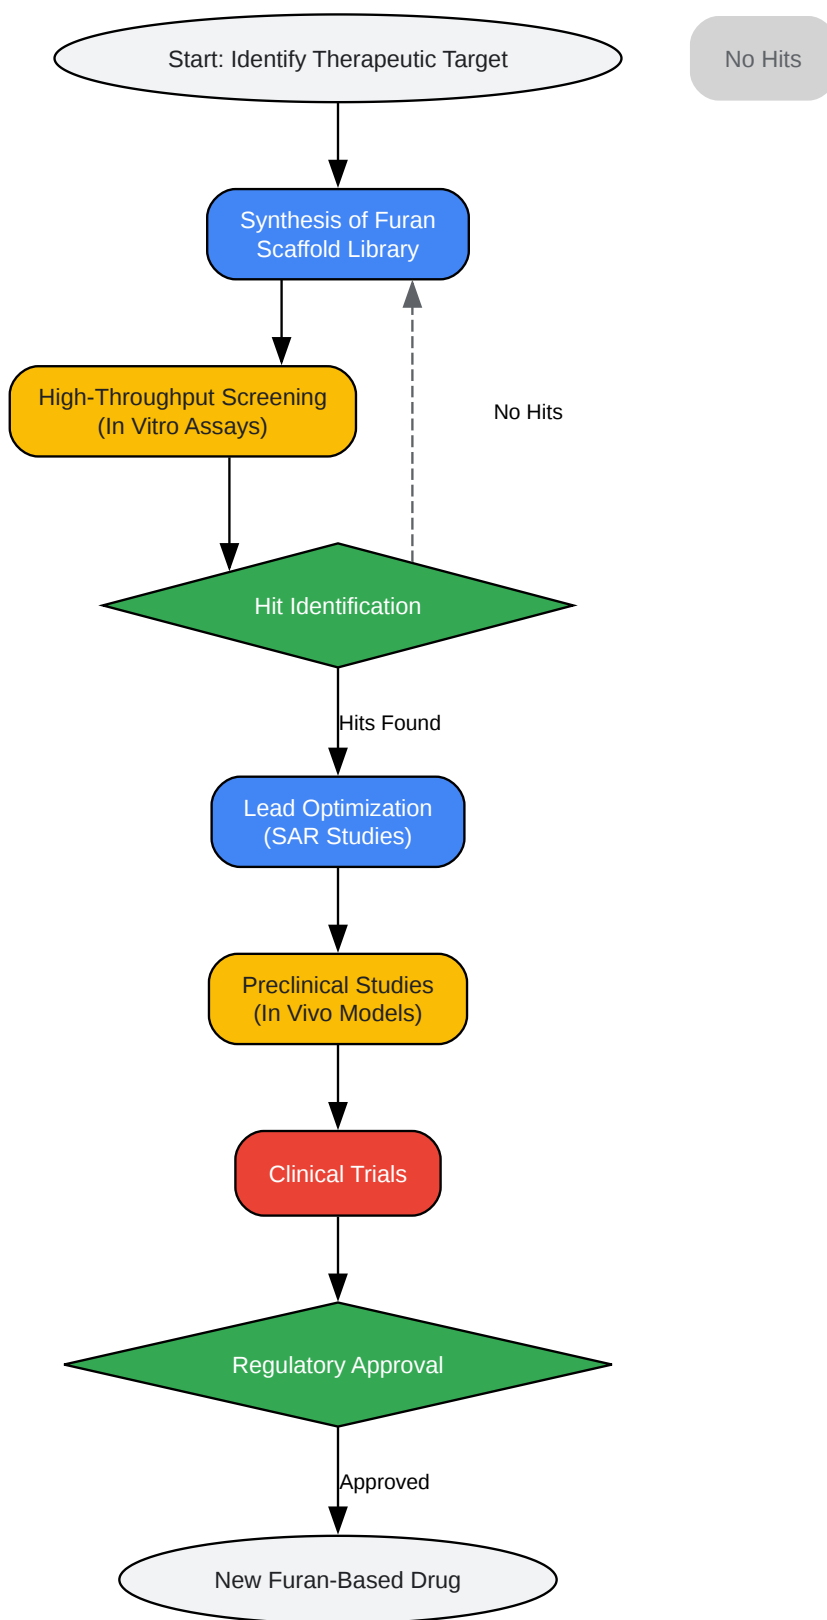 Start: Identify Therapeutic Target
No Hits
Synthesis of Furan
Scaffold Library
High-Throughput Screening
(In Vitro Assays)
No Hits
Hit Identification
Hits Found
Lead Optimization
(SAR Studies)
Preclinical Studies
(In Vivo Models)
Clinical Trials
Regulatory Approval
Approved
New Furan-Based Drug